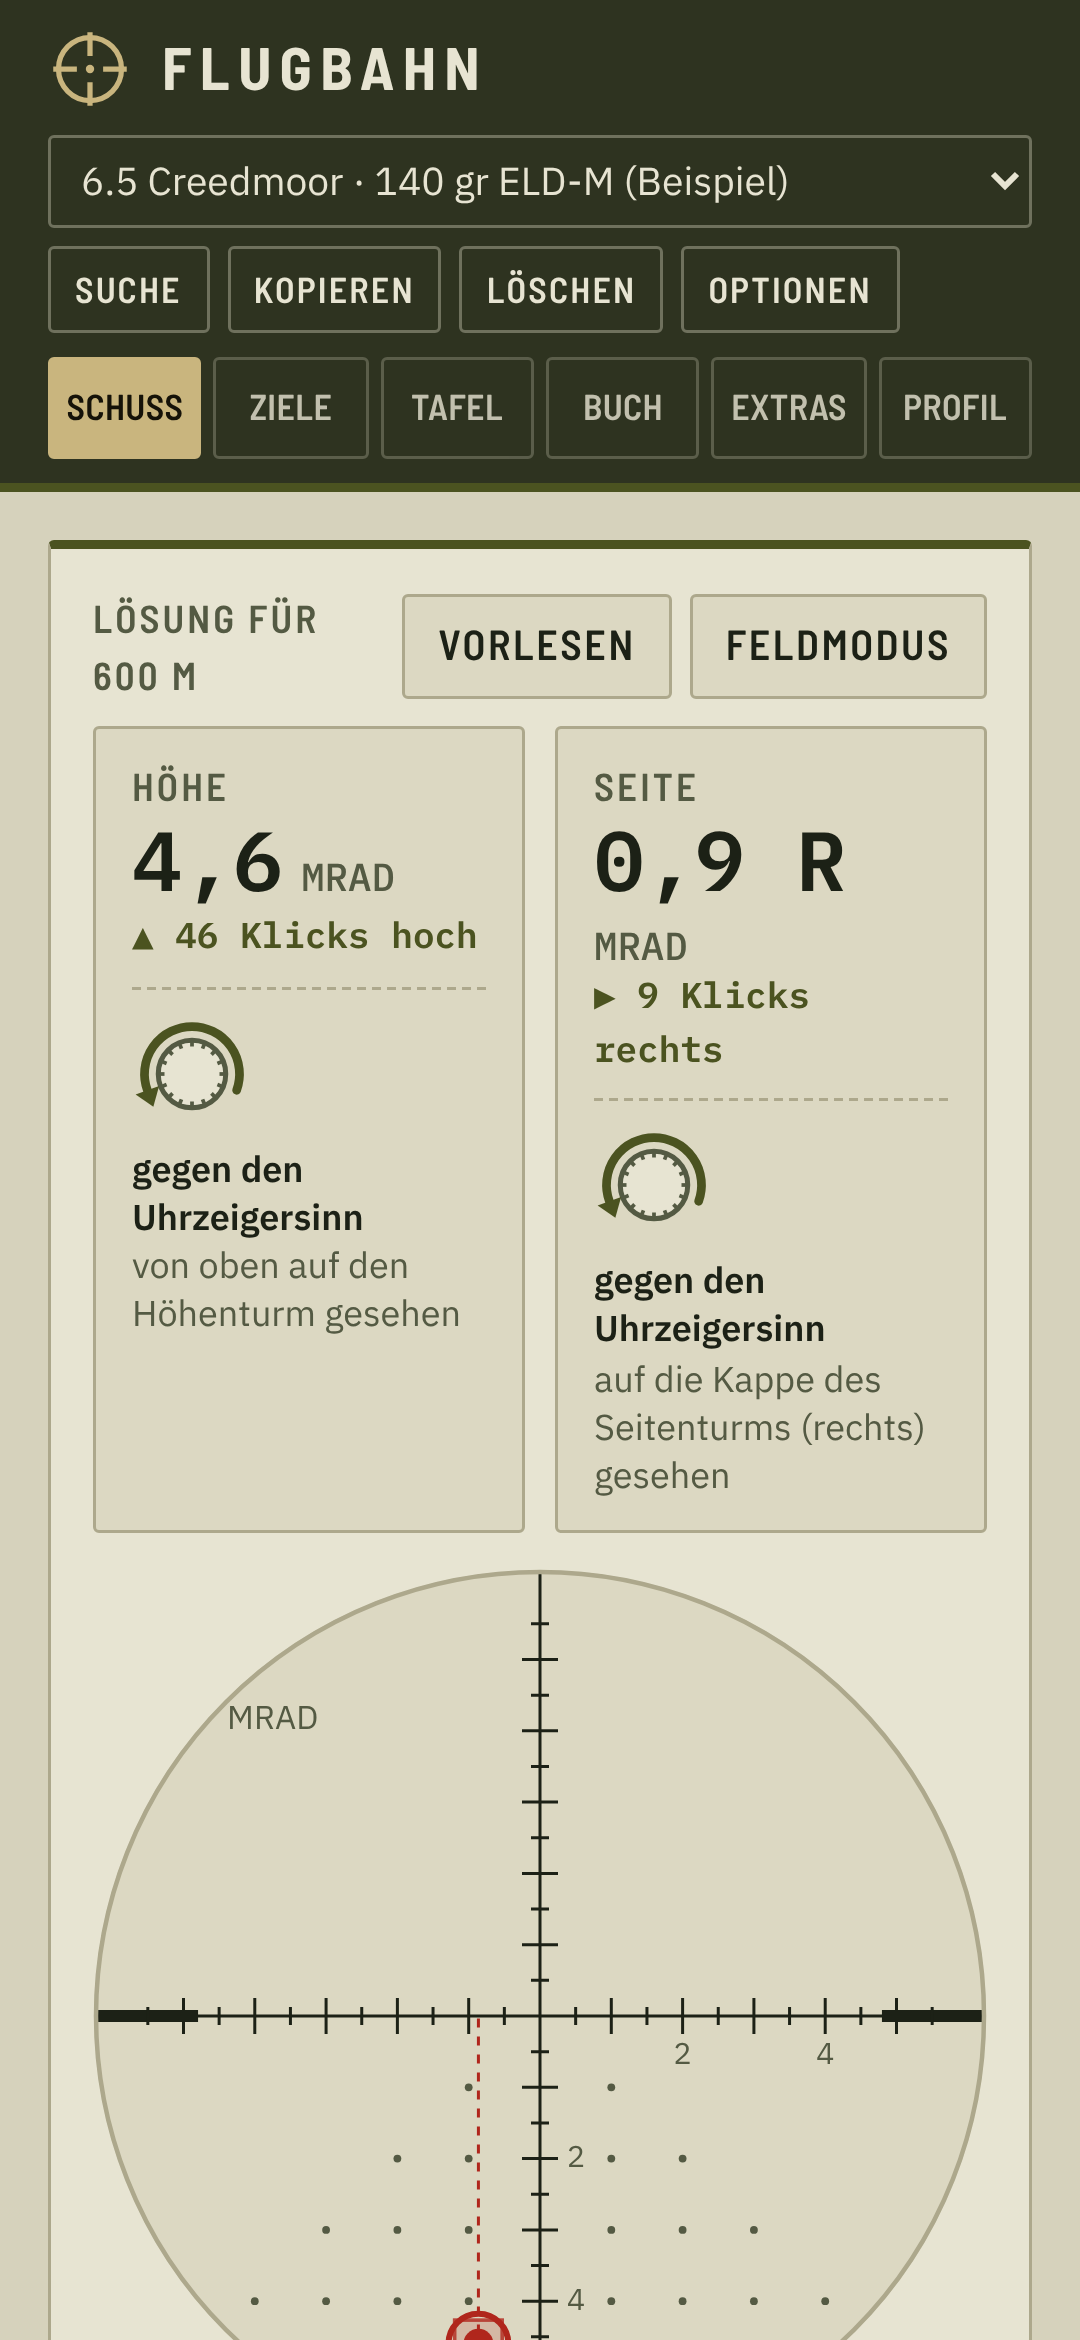 FLUGBAHN
6.5 Creedmoor · 140 gr ELD-M (Beispiel)
SUCHE KOPIEREN LÖSCHEN OPTIONEN
SCHUSS ZIELE TAFEL BUCH EXTRAS PROFIL
LÖSUNG FÜR
600 M
VORLESEN FELDMODUS
HÖHE
4,6 MRAD
▲ 46 Klicks hoch
gegen den
Uhrzeigersinn
von oben auf den
Höhenturm gesehen
SEITE
0,9 R
MRAD
▶ 9 Klicks
rechts
gegen den
Uhrzeigersinn
auf die Kappe des
Seitenturms (rechts)
gesehen
MRAD
2 4
2
4